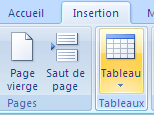 Accueil Insertion M
Page vierge
Saut de page
Tableau
Pages
Tableaux